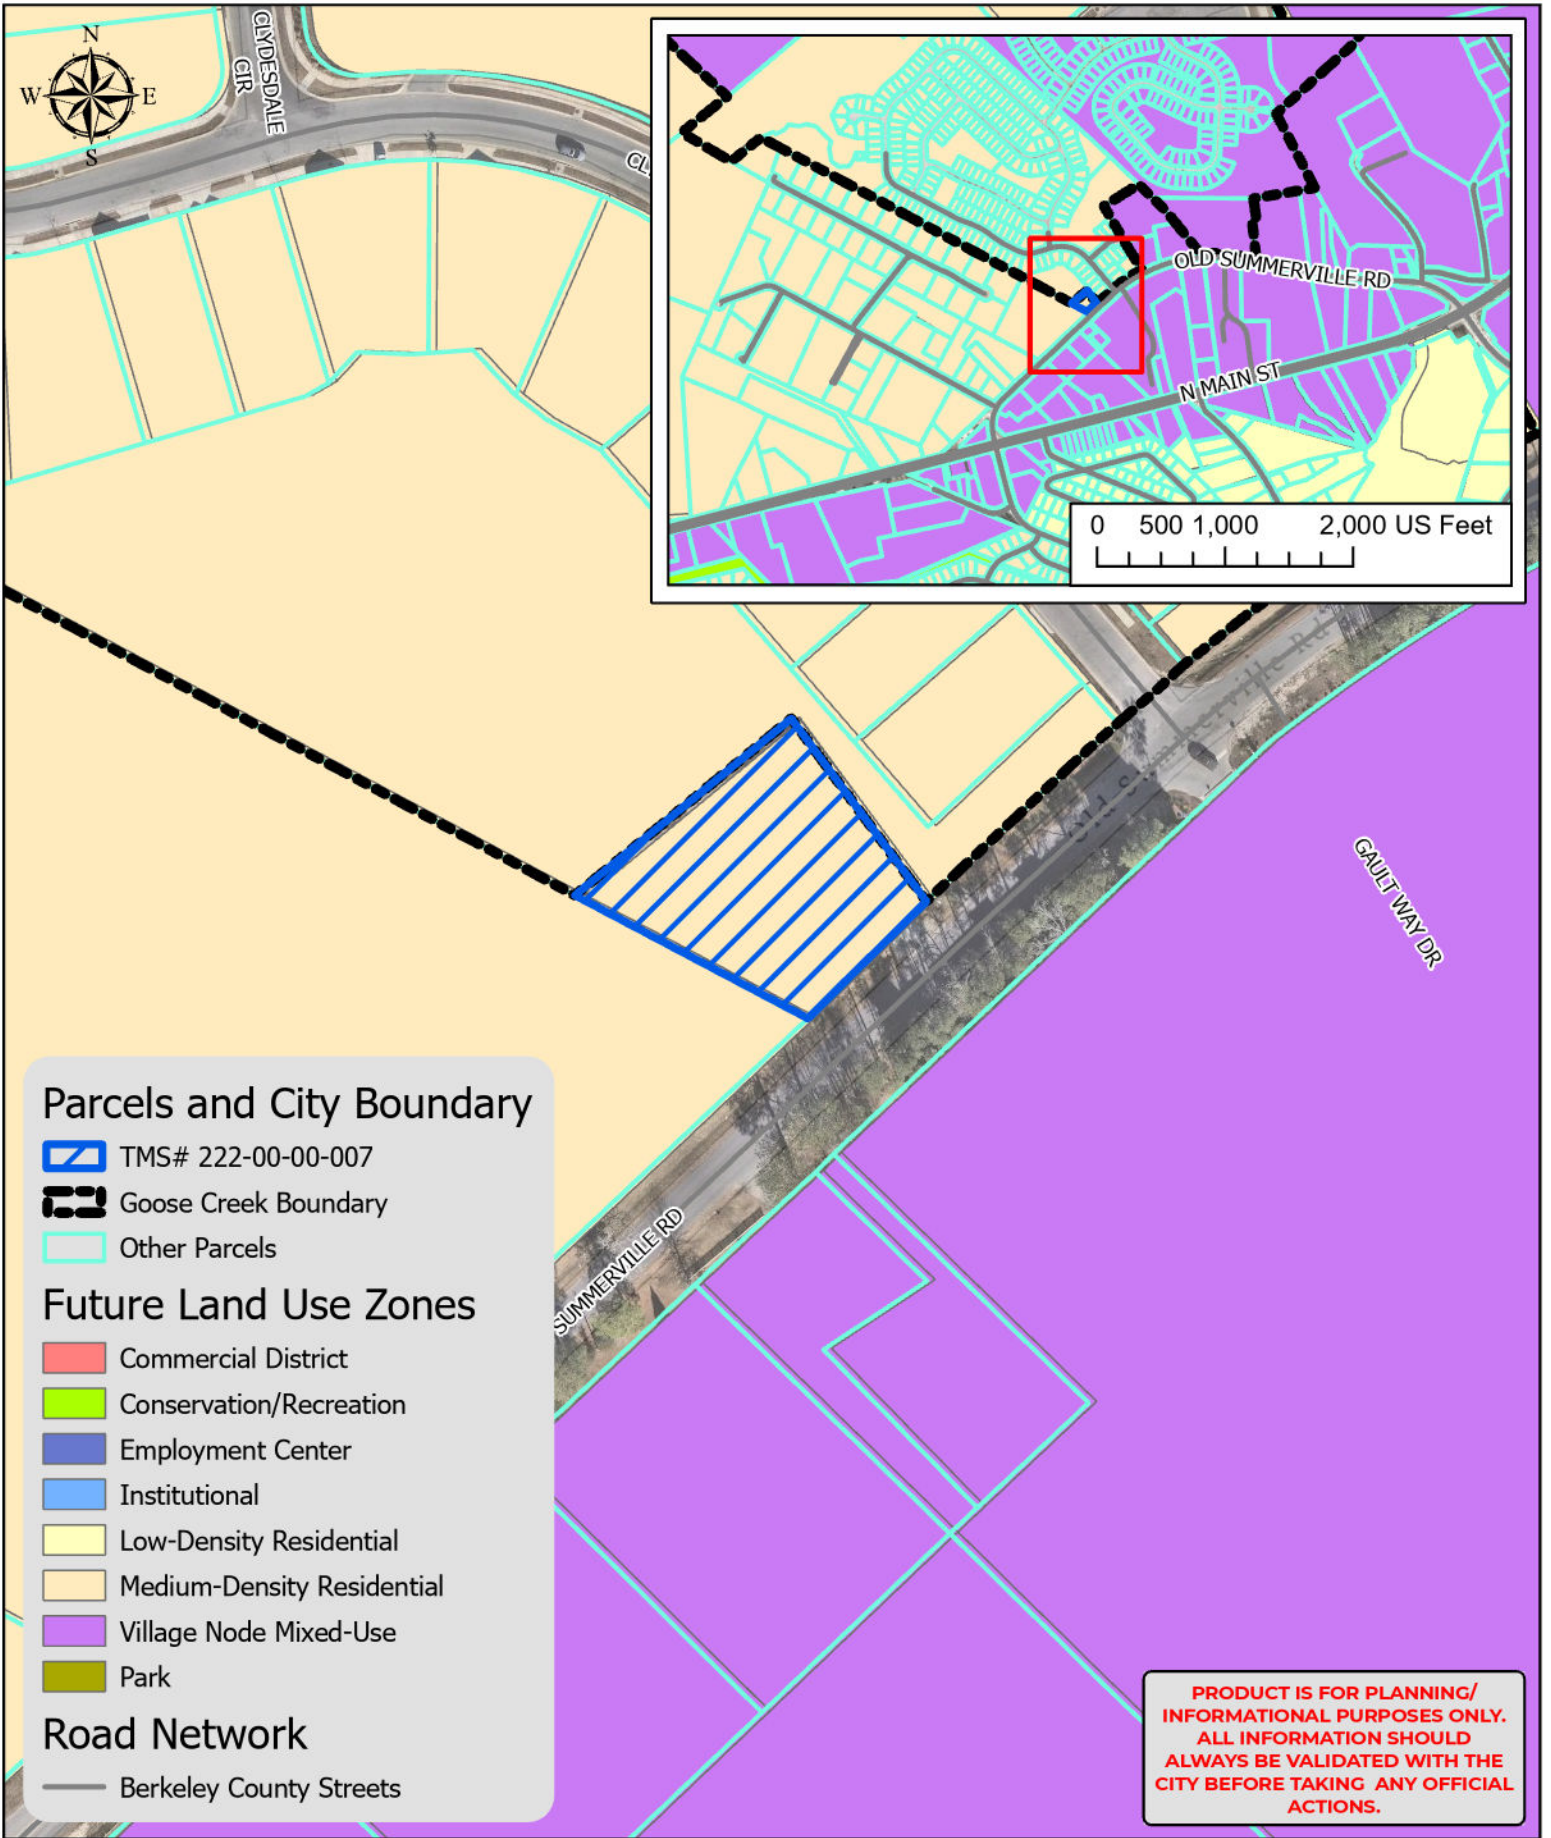 N
W E
S
CLYDESDALE
CIR
OLD SUMMERVILLE RD
N MAIN ST
0 500 1,000 2,000 US Feet
Old Summerville Rd
GAULT WAY DR
SUMMERVILLE RD
Parcels and City Boundary
TMS# 222-00-00-007
Goose Creek Boundary
Other Parcels
Future Land Use Zones
Commercial District
Conservation/Recreation
Employment Center
Institutional
Low-Density Residential
Medium-Density Residential
Village Node Mixed-Use
Park
Road Network
Berkeley County Streets
PRODUCT IS FOR PLANNING/
INFORMATIONAL PURPOSES ONLY.
ALL INFORMATION SHOULD
ALWAYS BE VALIDATED WITH THE
CITY BEFORE TAKING ANY OFFICIAL
ACTIONS.